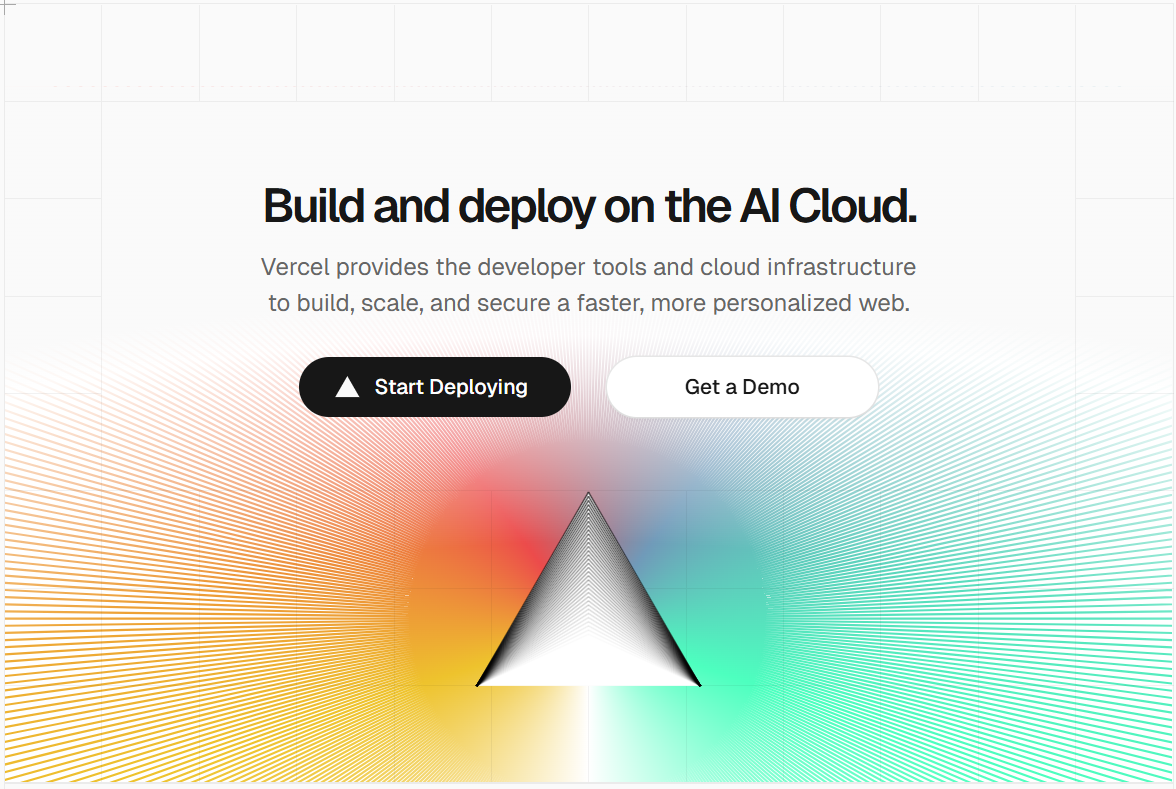 Build and deploy on the AI Cloud.
Vercel provides the developer tools and cloud infrastructure
to build, scale, and secure a faster, more personalized web.
Start Deploying
Get a Demo